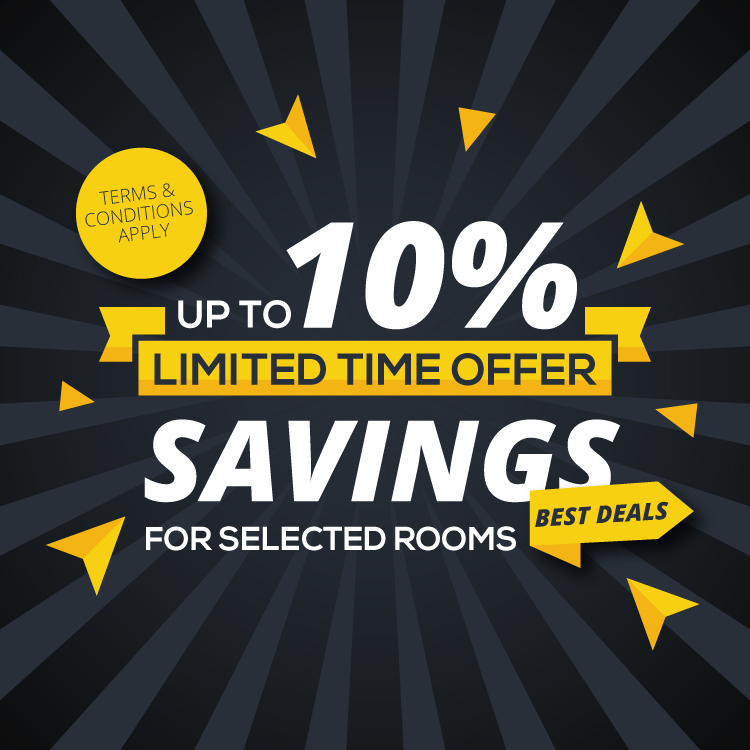 TERMS &
CONDITIONS
APPLY
UP TO 10%
LIMITED TIME OFFER
SAVINGS
FOR SELECTED ROOMS
BEST DEALS